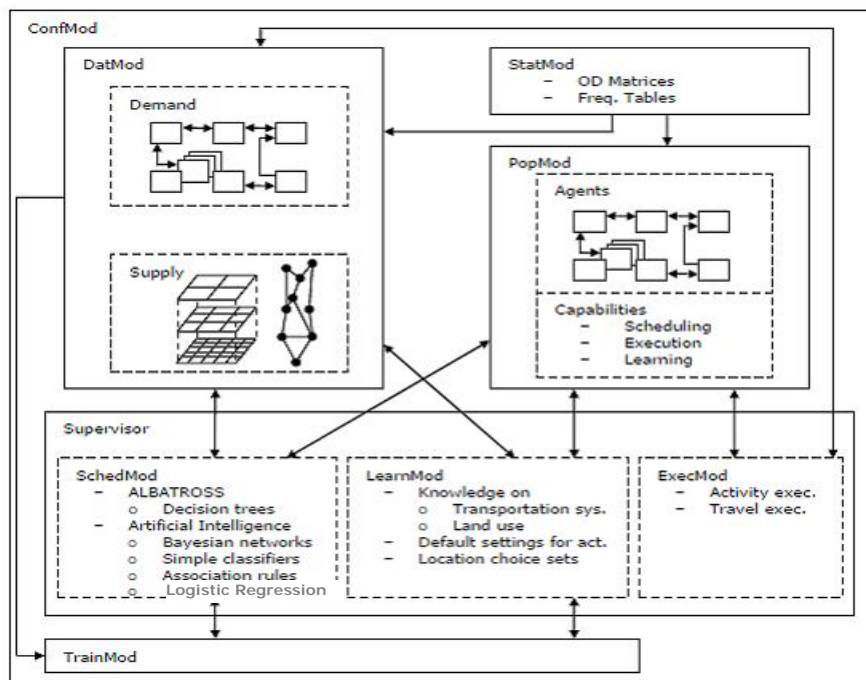 ConfMod
DatMod
Demand
Supply
StatMod
- OD Matrices
- Freq. Tables
PopMod
Agents
Capabilities
- Scheduling
- Execution
- Learning
Supervisor
SchedMod
- ALBATROSS
o Decision trees
- Artificial Intelligence
o Bayesian networks
o Simple classifiers
o Association rules
o Logistic Regression
LearnMod
- Knowledge on
o Transportation sys.
o Land use
- Default settings for act.
- Location choice sets
ExecMod
- Activity exec.
- Travel exec.
TrainMod